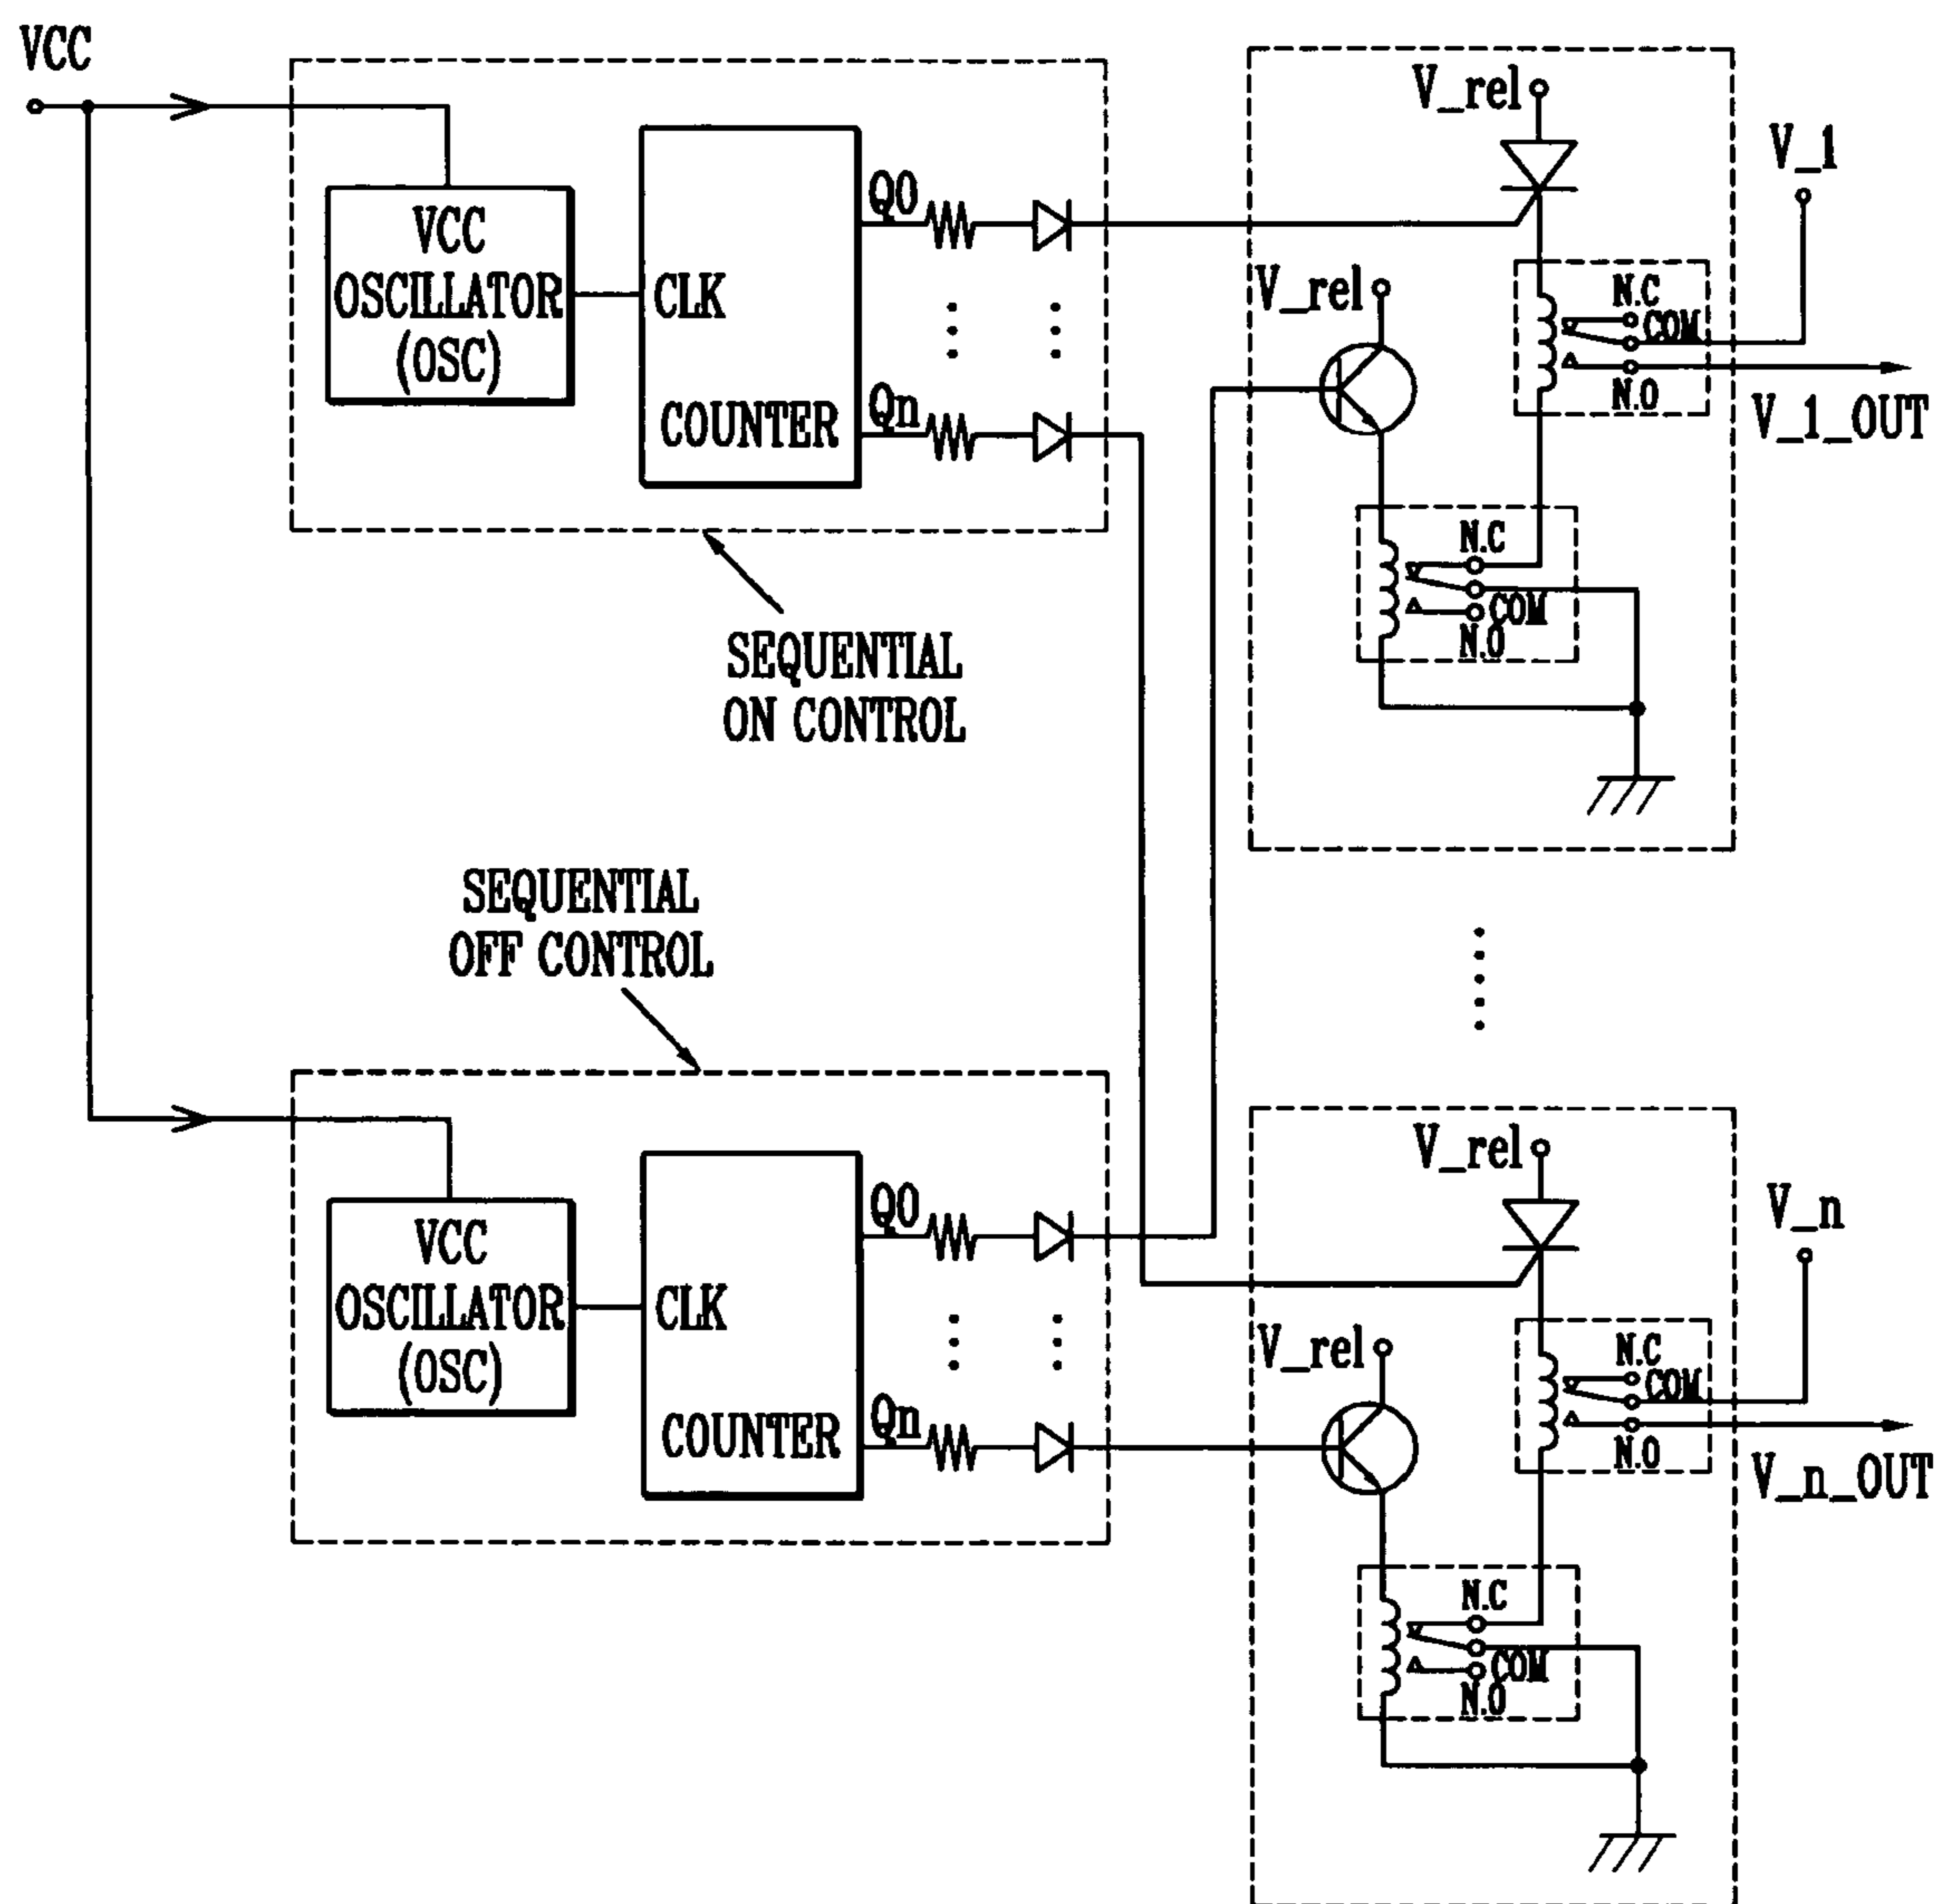 VCC
VCC
OSCILLATOR
(OSC)
CLK
COUNTER
Q0
Qn
SEQUENTIAL
ON CONTROL
V_rel
V_rel
N.C
COM
N.O
V_1
V_1_OUT
N.C
COM
N.O
SEQUENTIAL
OFF CONTROL
VCC
OSCILLATOR
(OSC)
CLK
COUNTER
Q0
Qn
V_rel
V_rel
N.C
COM
N.O
V_n
V_n_OUT
N.C
COM
N.O